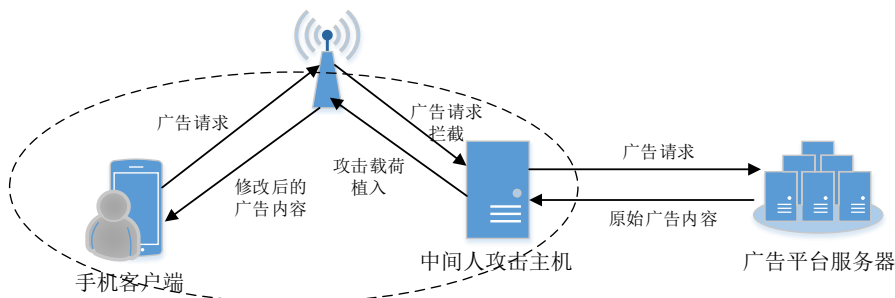 广告请求
广告请求
拦截
修改后的
广告内容
攻击载荷
植入
广告请求
原始广告内容
手机客户端
中间人攻击主机
广告平台服务器